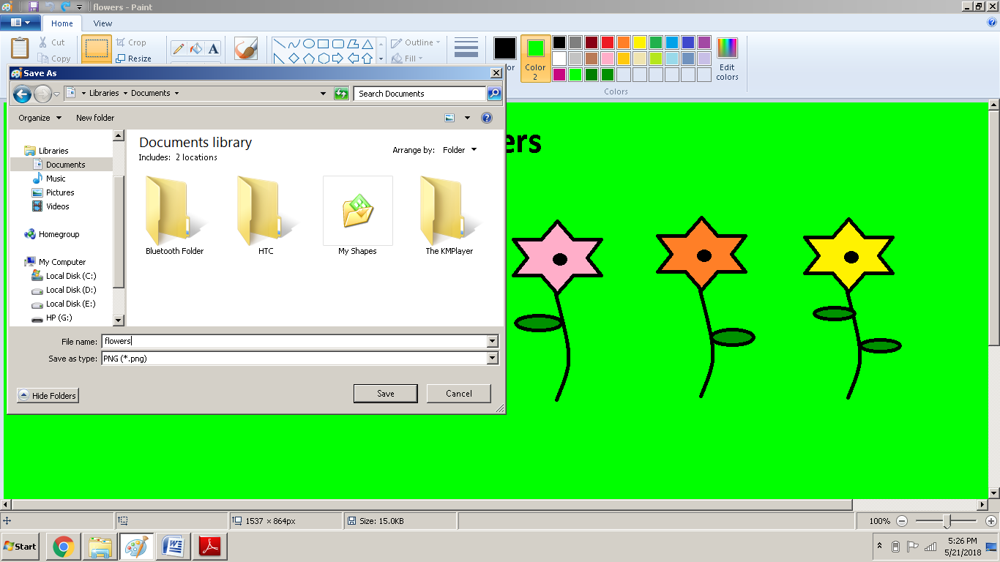 flowers - Paint
Home
View
Cut
Copy
Crop
Resize
A
Outline
Fill
or
Color
2
Edit
colors
Colors
Save As
Libraries
Documents
Search Documents
Organize
New folder
Libraries
Documents
Music
Pictures
Videos
Homegroup
My Computer
Local Disk (C:)
Local Disk (D:)
Local Disk (E:)
HP (G:)
Documents library
Includes: 2 locations
Arrange by: Folder
Bluetooth Folder
HTC
My Shapes
The KMPlayer
File name: flowers
Save as type: PNG (*.png)
Hide Folders
Save
Cancel
ers
1537 × 864px
Size: 15.0KB
100%
Start
5:26 PM
5/21/2018